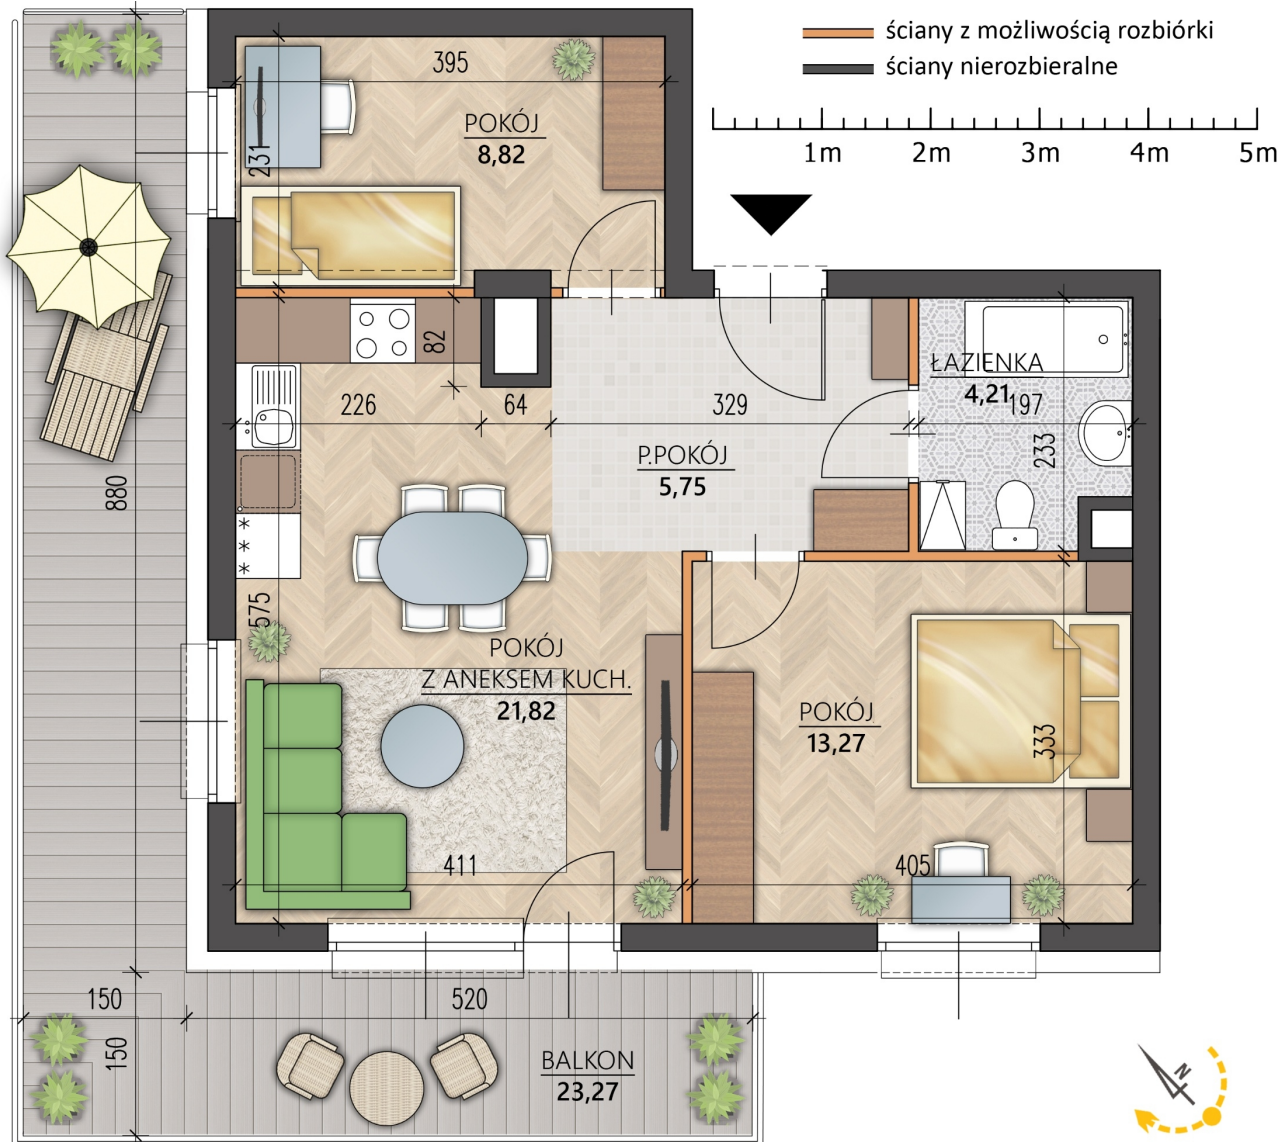 ściany z możliwością rozbiórki
ściany nierozbieralne
1m 2m 3m 4m 5m
395
POKÓJ
8,82
231
82
226 64 329
ŁAZIENKA
4,21
197
233
P.POKÓJ
5,75
880
* * *
575
POKÓJ
Z ANEKSEM KUCH.
21,82
POKÓJ
13,27
333
411 405
150 520
150
BALKON
23,27
N